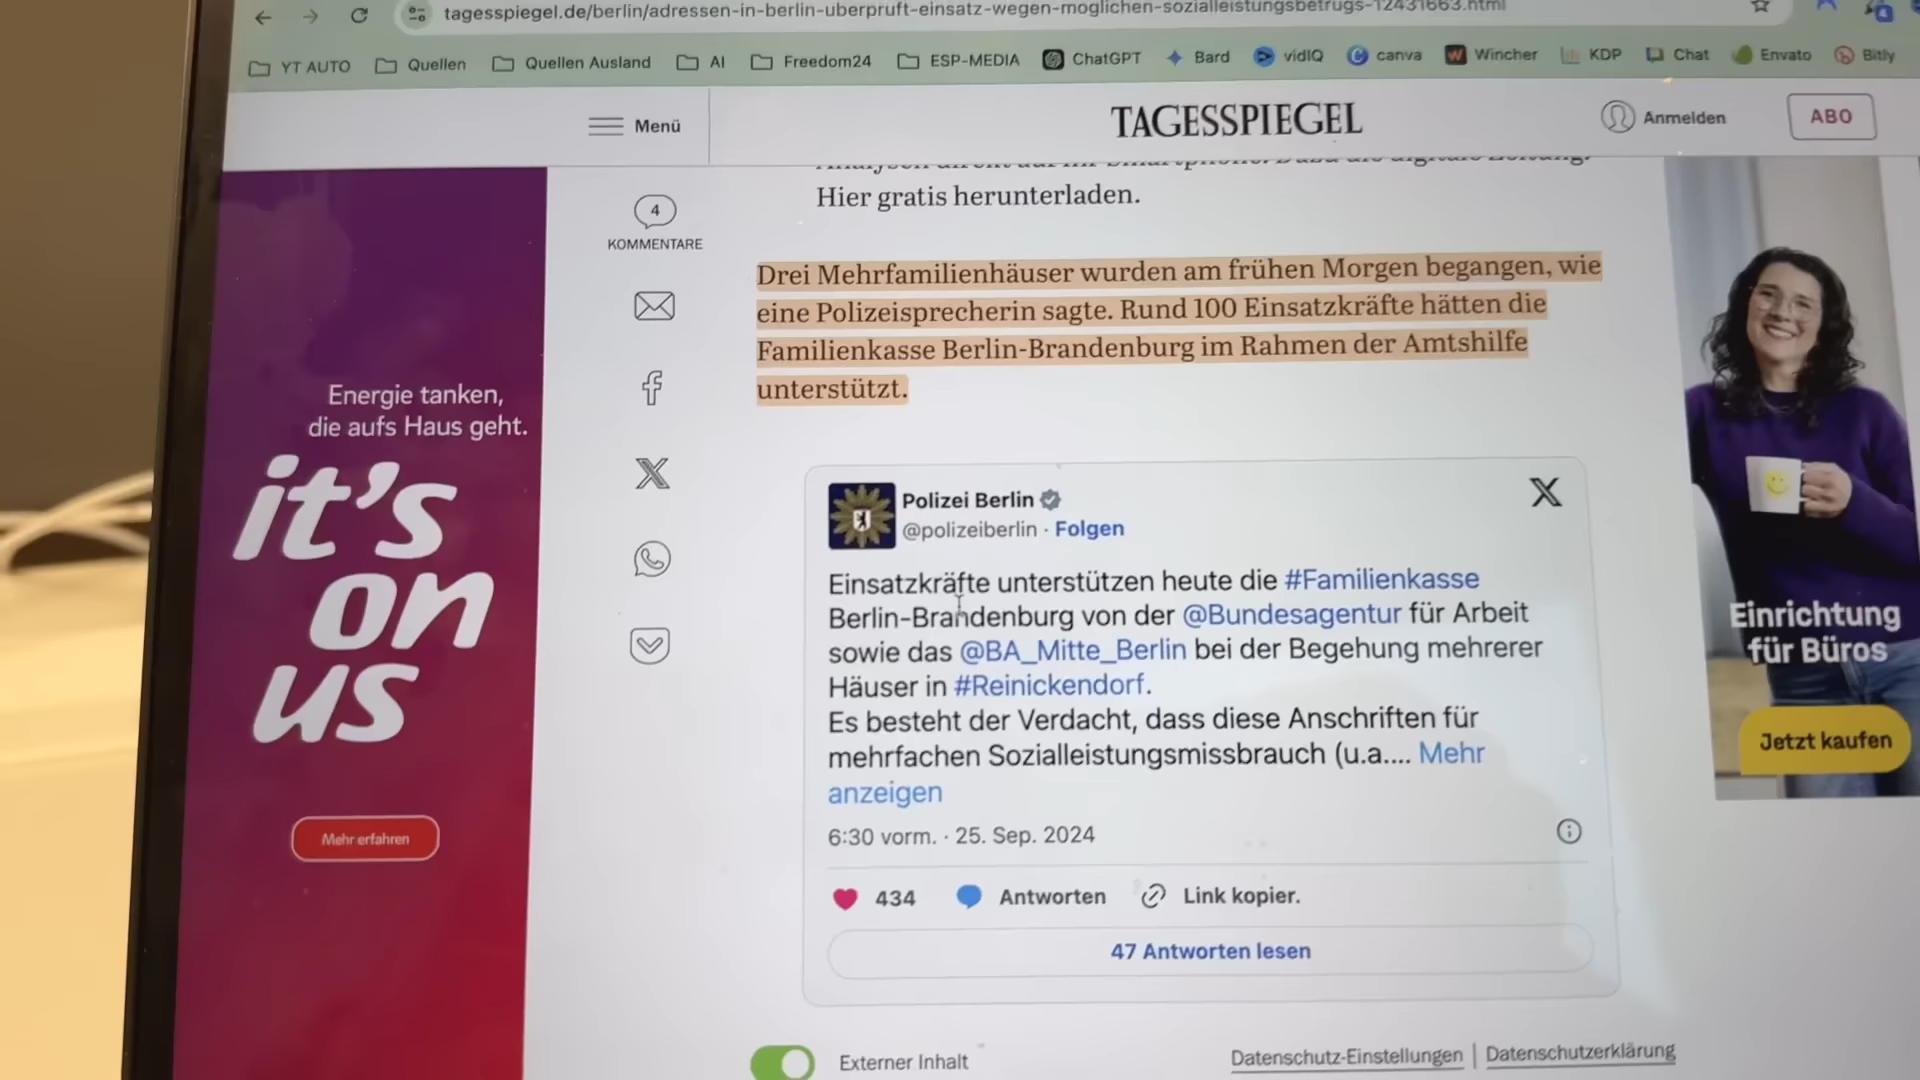 tagesspiegel.de/berlin/adressen-in-berlin-uberpruft-einsatz-wegen-moglichen-sozialleistungsbetrugs-12431663.html
YT AUTO Quellen Quellen Ausland AI Freedom24 ESP-MEDIA ChatGPT Bard vidIQ canva Wincher KDP Chat Envato Bitly
Menü TAGESSPIEGEL Anmelden ABO
Hier gratis herunterladen.
4
KOMMENTARE
Drei Mehrfamilienhäuser wurden am frühen Morgen begangen, wie
eine Polizeisprecherin sagte. Rund 100 Einsatzkräfte hätten die
Familienkasse Berlin-Brandenburg im Rahmen der Amtshilfe
unterstützt.
Energie tanken,
die aufs Haus geht.
it's
on
us
Mehr erfahren
Polizei Berlin
@polizeiberlin · Folgen
Einsatzkräfte unterstützen heute die #Familienkasse
Berlin-Brandenburg von der @Bundesagentur für Arbeit
sowie das @BA_Mitte_Berlin bei der Begehung mehrerer
Häuser in #Reinickendorf.
Es besteht der Verdacht, dass diese Anschriften für
mehrfachen Sozialleistungsmissbrauch (u.a.... Mehr
anzeigen
6:30 vorm. · 25. Sep. 2024
434 Antworten Link kopier.
47 Antworten lesen
Einrichtung
für Büros
Jetzt kaufen
Externer Inhalt
Datenschutz-Einstellungen | Datenschutzerklärung